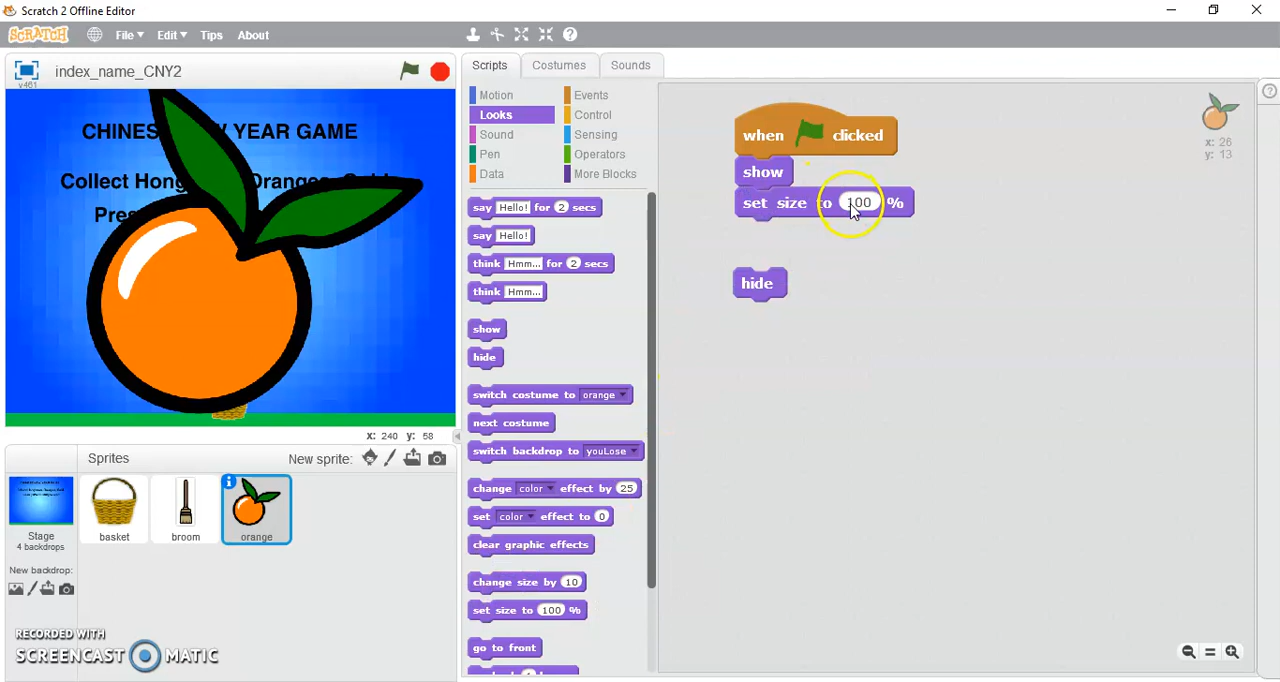 Scratch 2 Offline Editor
SCRATCH File Edit Tips About
index_name_CNY2
v461
CHINES W YEAR GAME
Collect Hong Oranges, Gold
Pres
x: 240 y: 58
Sprites New sprite:
Stage
4 backdrops
New backdrop:
basket
broom
orange
RECORDED WITH
SCREENCAST MATIC
Scripts Costumes Sounds
Motion Events
Looks Control
Sound Sensing
Pen Operators
Data More Blocks
say Hello! for 2 secs
say Hello!
think Hmm... for 2 secs
think Hmm...
show
hide
switch costume to orange
next costume
switch backdrop to youLose
change color effect by 25
set color effect to 0
clear graphic effects
change size by 10
set size to 100 %
go to front
when clicked
show
set size to 100 %
hide
x: 26
y: 13